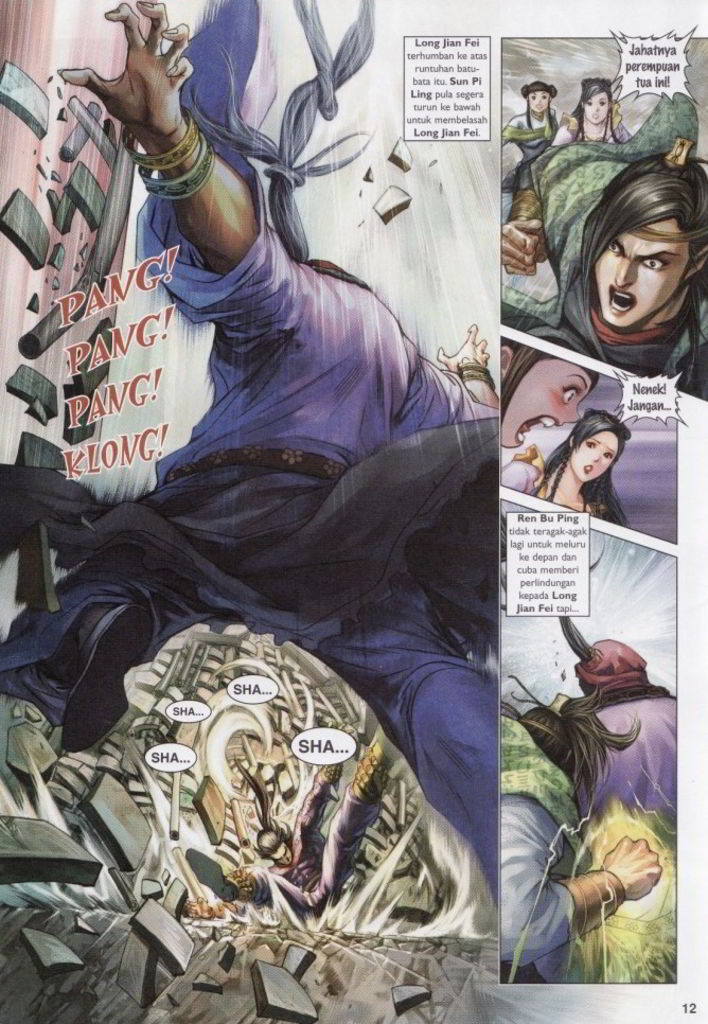 Long Jian Fei
terhumban ke atas
runtuhan batu-
bata itu. Sun Pi
Ling pula segera
turun ke bawah
untuk membelasah
Long Jian Fei.
Jahatnya
perempuan
tua ini!
PANG!
PANG!
PANG!
KLONG!
Nenek!
Jangan...
Ren Bu Ping
tidak teragak-agak
lagi untuk meluru
ke depan dan
cuba memberi
perlindungan
kepada Long
Jian Fei tapi...
SHA...
SHA...
SHA...
SHA...
12